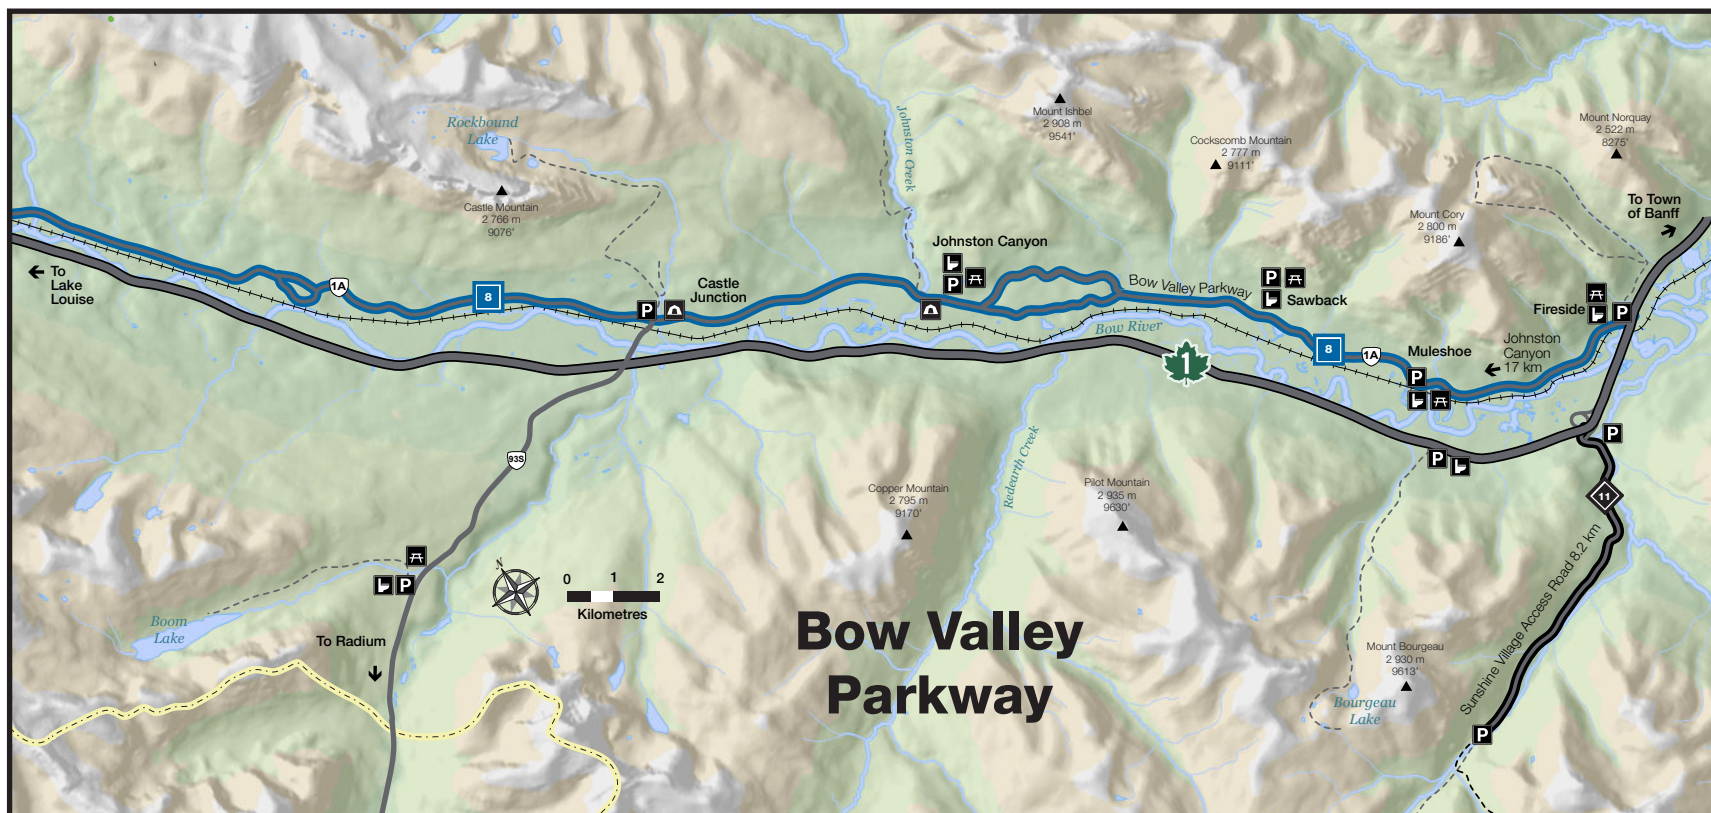 Rockbound
Lake
Castle Mountain
2 766 m
9076'
Johnston Creek
Mount Ishbel
2 908 m
9541'
Cockscomb Mountain
2 777 m
9111'
Mount Norquay
2 522 m
8275'
Mount Cory
2 800 m
9186'
To Town
of Banff
To
Lake
Louise
1A
8
P
Castle
Junction
Johnston Canyon
P
Bow Valley Parkway
P
Sawback
Fireside
P
Bow River
1
8
1A
Muleshoe
P
Johnston
Canyon
17 km
P
P
93S
Redearth Creek
Copper Mountain
2 795 m
9170'
Pilot Mountain
2 935 m
9630'
11
Sunshine Village Access Road 8.2 km
P
Boom
Lake
To Radium
N
0 1 2
Kilometres
Bow Valley
Parkway
Mount Bourgeau
2 930 m
9613'
Bourgeau
Lake
P